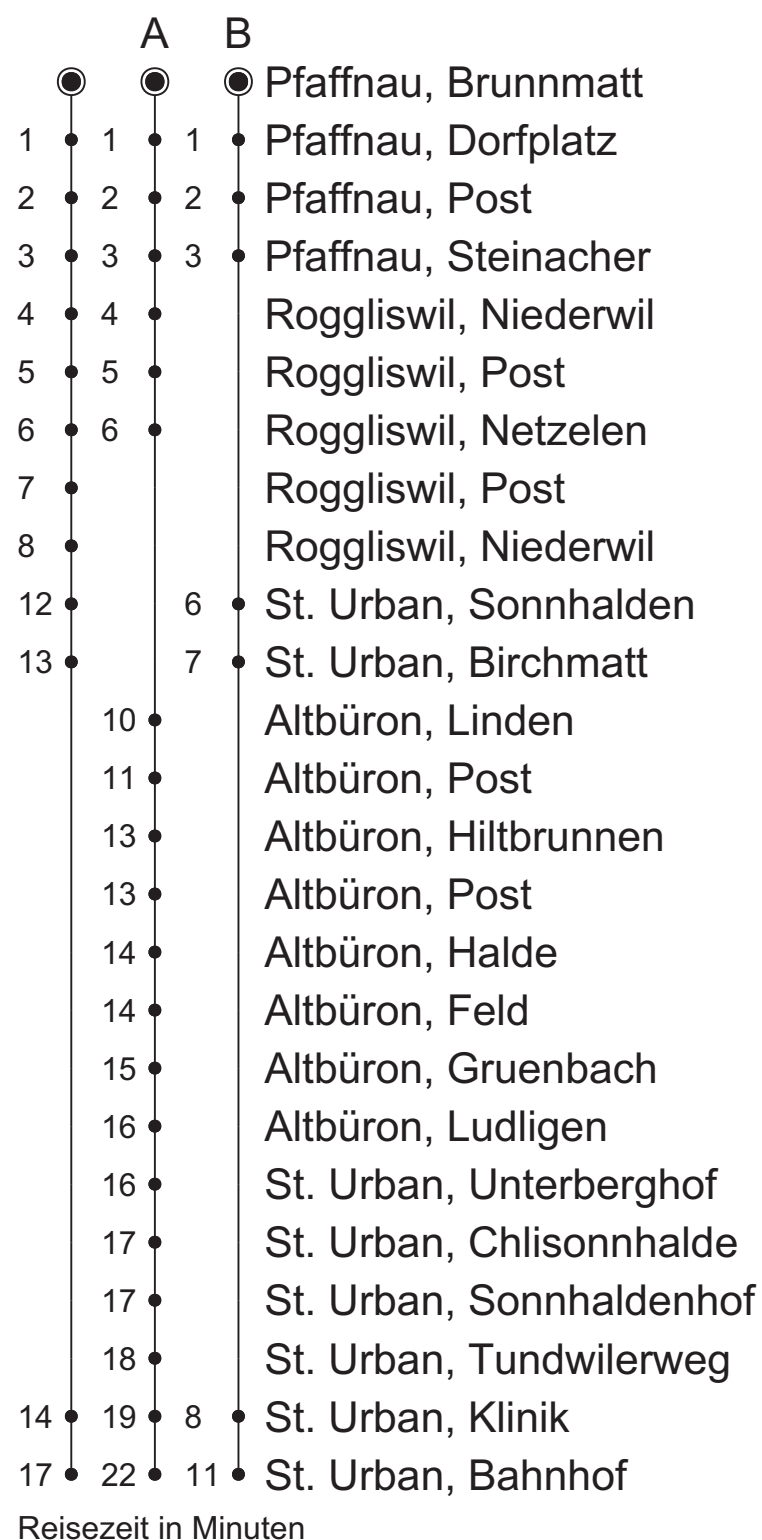 A B
Pfaffnau, Brunnmatt
1 1 1 Pfaffnau, Dorfplatz
2 2 2 Pfaffnau, Post
3 3 3 Pfaffnau, Steinacher
4 4 Roggliswil, Niederwil
5 5 Roggliswil, Post
6 6 Roggliswil, Netzelen
7 Roggliswil, Post
8 Roggliswil, Niederwil
12 6 St. Urban, Sonnhalden
13 7 St. Urban, Birchmatt
10 Altbüron, Linden
11 Altbüron, Post
13 Altbüron, Hiltbrunnen
13 Altbüron, Post
14 Altbüron, Halde
14 Altbüron, Feld
15 Altbüron, Gruenbach
16 Altbüron, Ludligen
16 St. Urban, Unterberghof
17 St. Urban, Chlisonnhalde
17 St. Urban, Sonnhaldenhof
18 St. Urban, Tundwilerweg
14 19 8 St. Urban, Klinik
17 22 11 St. Urban, Bahnhof
Reisezeit in Minuten